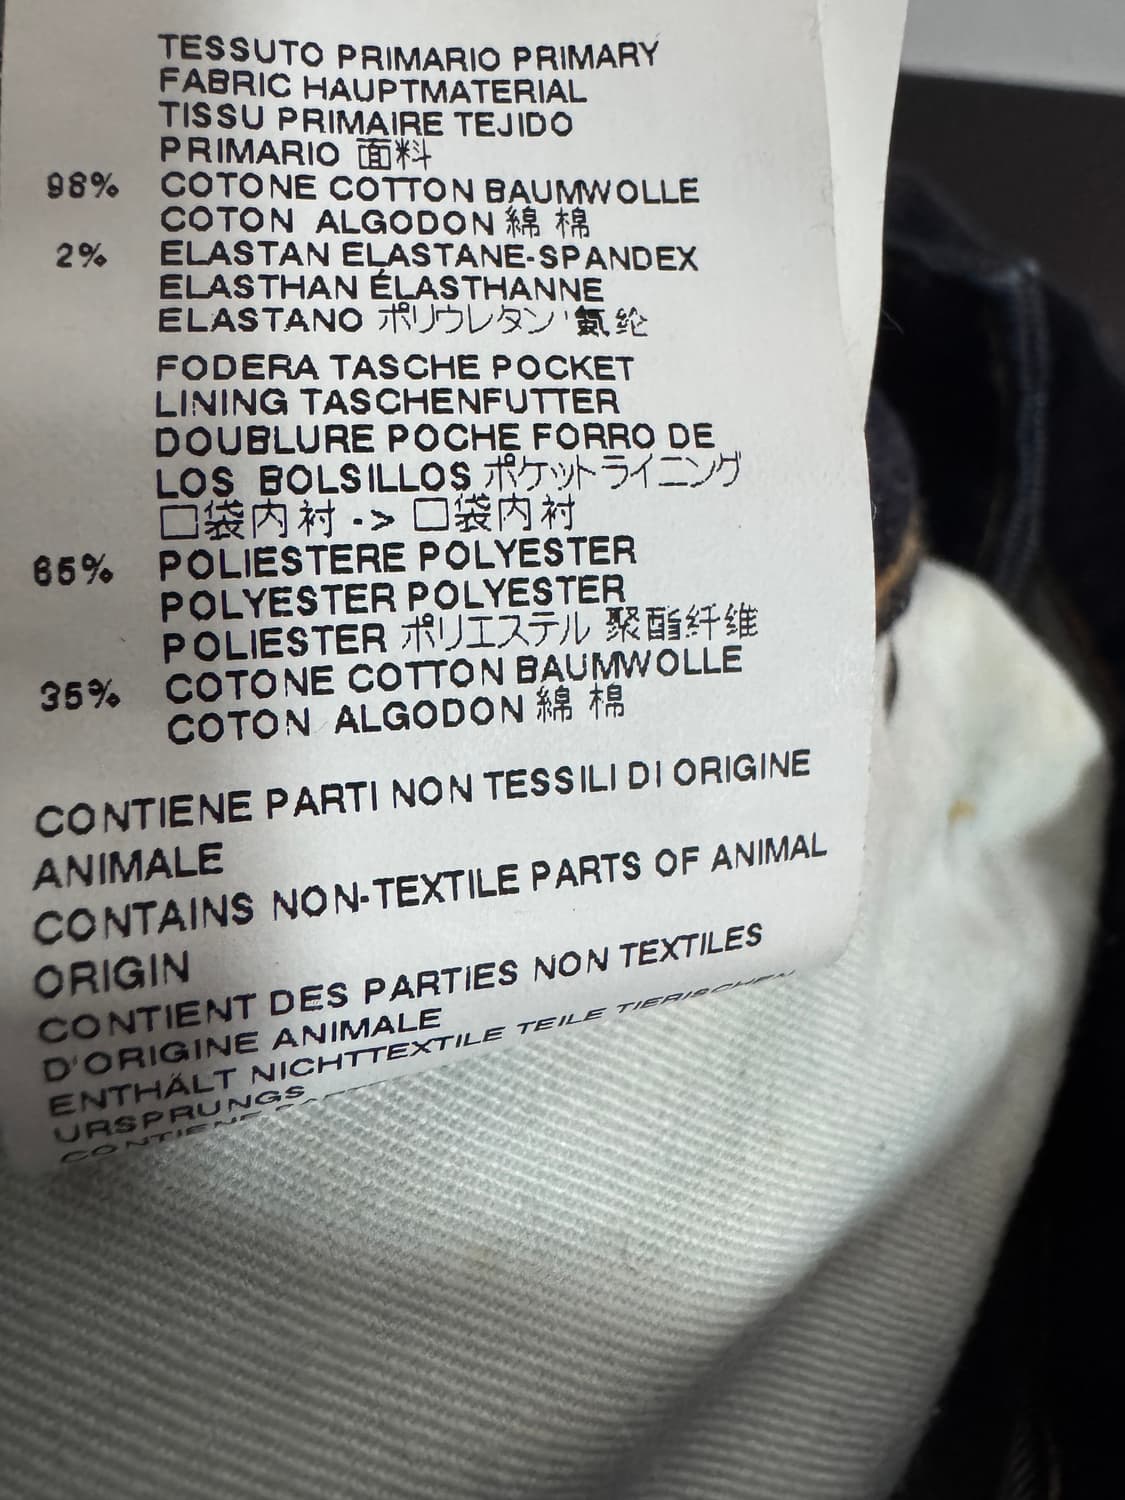 TESSUTO PRIMARIO PRIMARY
FABRIC HAUPTMATERIAL
TISSU PRIMAIRE TEJIDO
PRIMARIO 面料
98% COTONE COTTON BAUMWOLLE
COTON ALGODON 綿 棉
2% ELASTAN ELASTANE-SPANDEX
ELASTHAN ÉLASTHANNE
ELASTANO ポリウレタン' 氨纶
FODERA TASCHE POCKET
LINING TASCHENFUTTER
DOUBLURE POCHE FORRO DE
LOS BOLSILLOS ポケットライニング
口袋内衬 -> 口袋内衬
65% POLIESTERE POLYESTER
POLYESTER POLYESTER
POLIESTER ポリエステル 聚酯纤维
35% COTONE COTTON BAUMWOLLE
COTON ALGODON 綿 棉
CONTIENE PARTI NON TESSILI DI ORIGINE
ANIMALE
CONTAINS NON-TEXTILE PARTS OF ANIMAL
ORIGIN
CONTIENT DES PARTIES NON TEXTILES
D'ORIGINE ANIMALE
ENTHÄLT NICHTTEXTILE TEILE TIERISCHEN
URSPRUNGS
CONTIENE